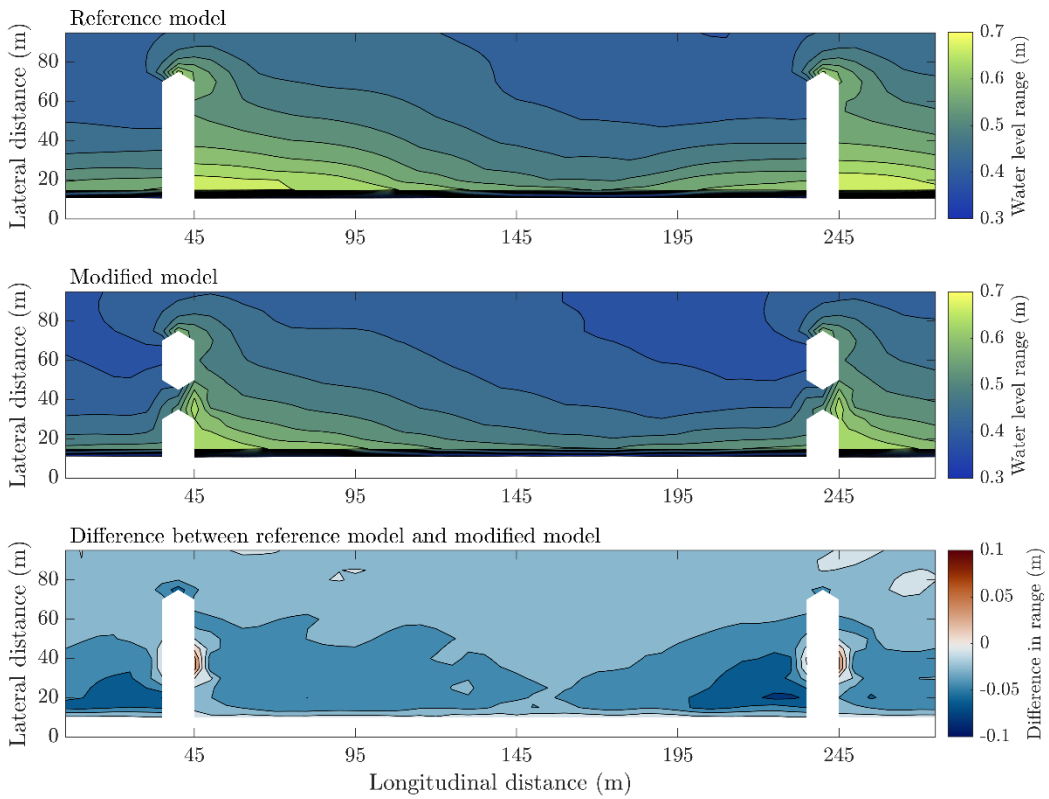 Reference model
Lateral distance (m)
80
60
40
20
0
45 95 145 195 245
0.7
0.6
0.5
0.4
0.3
Water level range (m)
Modified model
Lateral distance (m)
80
60
40
20
0
45 95 145 195 245
0.7
0.6
0.5
0.4
0.3
Water level range (m)
Difference between reference model and modified model
Lateral distance (m)
80
60
40
20
0
45 95 145 195 245
Longitudinal distance (m)
0.1
0.05
0
-0.05
-0.1
Difference in range (m)